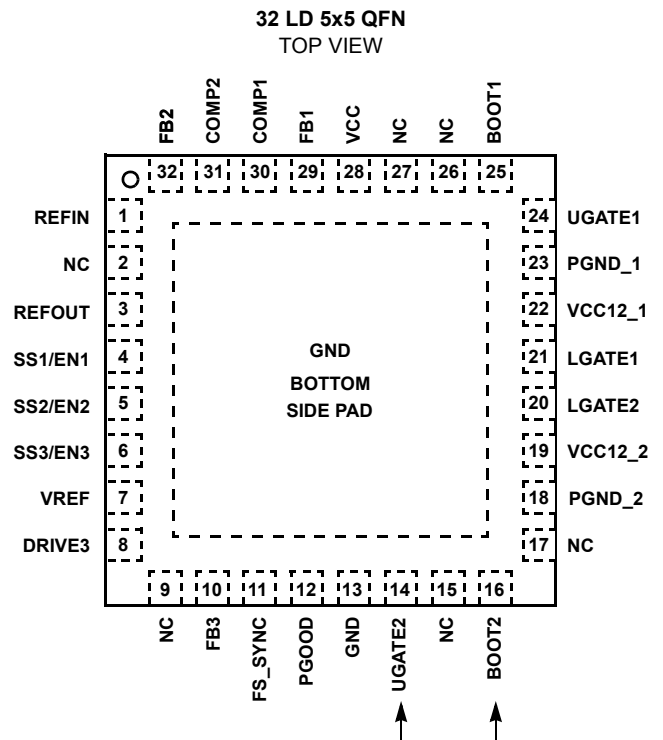 32 LD 5x5 QFN
TOP VIEW
FB2
COMP2
COMP1
FB1
VCC
NC
NC
BOOT1
32
31
30
29
28
27
26
25
REFIN
1
24
UGATE1
NC
2
23
PGND_1
REFOUT
3
22
VCC12_1
SS1/EN1
4
21
LGATE1
SS2/EN2
5
20
LGATE2
SS3/EN3
6
19
VCC12_2
VREF
7
18
PGND_2
DRIVE3
8
17
NC
GND
BOTTOM
SIDE PAD
9
10
11
12
13
14
15
16
NC
FB3
FS_SYNC
PGOOD
GND
UGATE2
NC
BOOT2